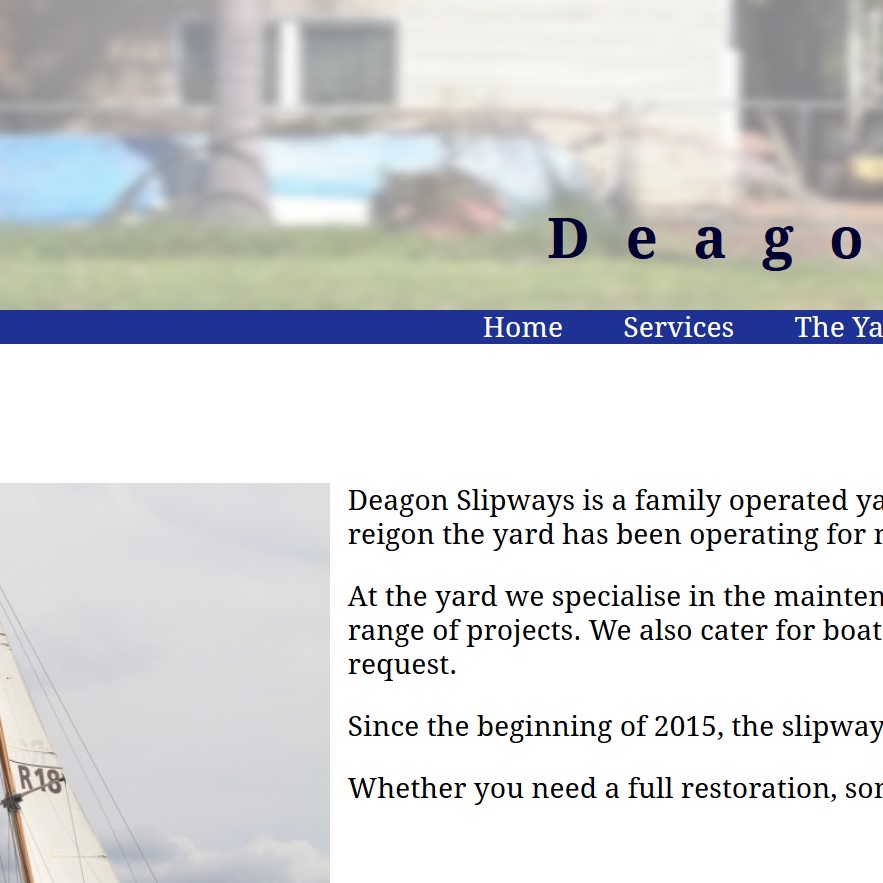 Deago
Home Services The Ya
Deagon Slipways is a family operated ya
reigon the yard has been operating for
At the yard we specialise in the mainten
range of projects. We also cater for boat
request.
Since the beginning of 2015, the slipway
Whether you need a full restoration, so
R18